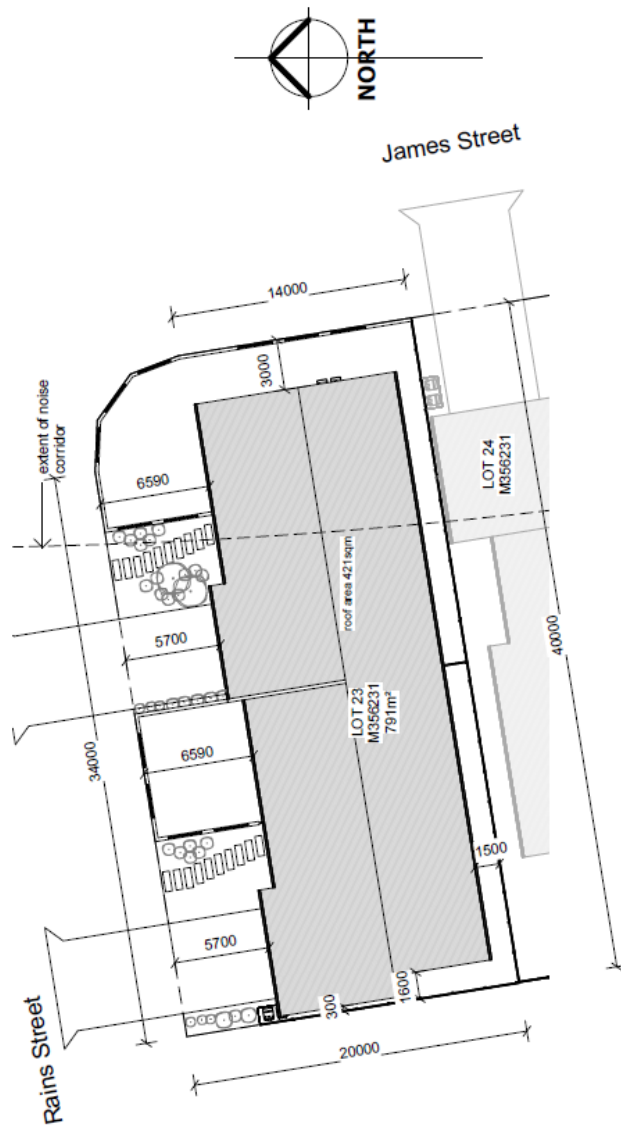 NORTH
James Street
14000
3000
extent of noise
corridor
6590
LOT 24
M356231
roof area 421sqm
5700
40000
LOT 23
M356231
791m²
34000
6590
1500
5700
1600
300
Rains Street
20000